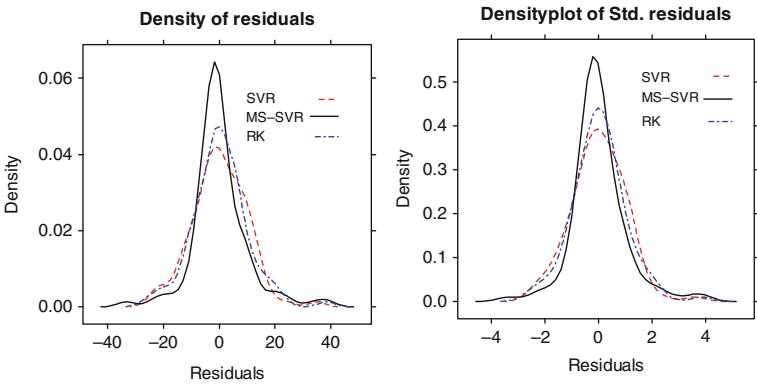 Density of residuals
Density
0.06
0.04
0.02
0.00
SVR
MS–SVR
RK
−40
−20
0
20
40
Residuals
Densityplot of Std. residuals
Density
0.5
0.4
0.3
0.2
0.1
0.0
SVR
MS–SVR
RK
−4
−2
0
2
4
Residuals